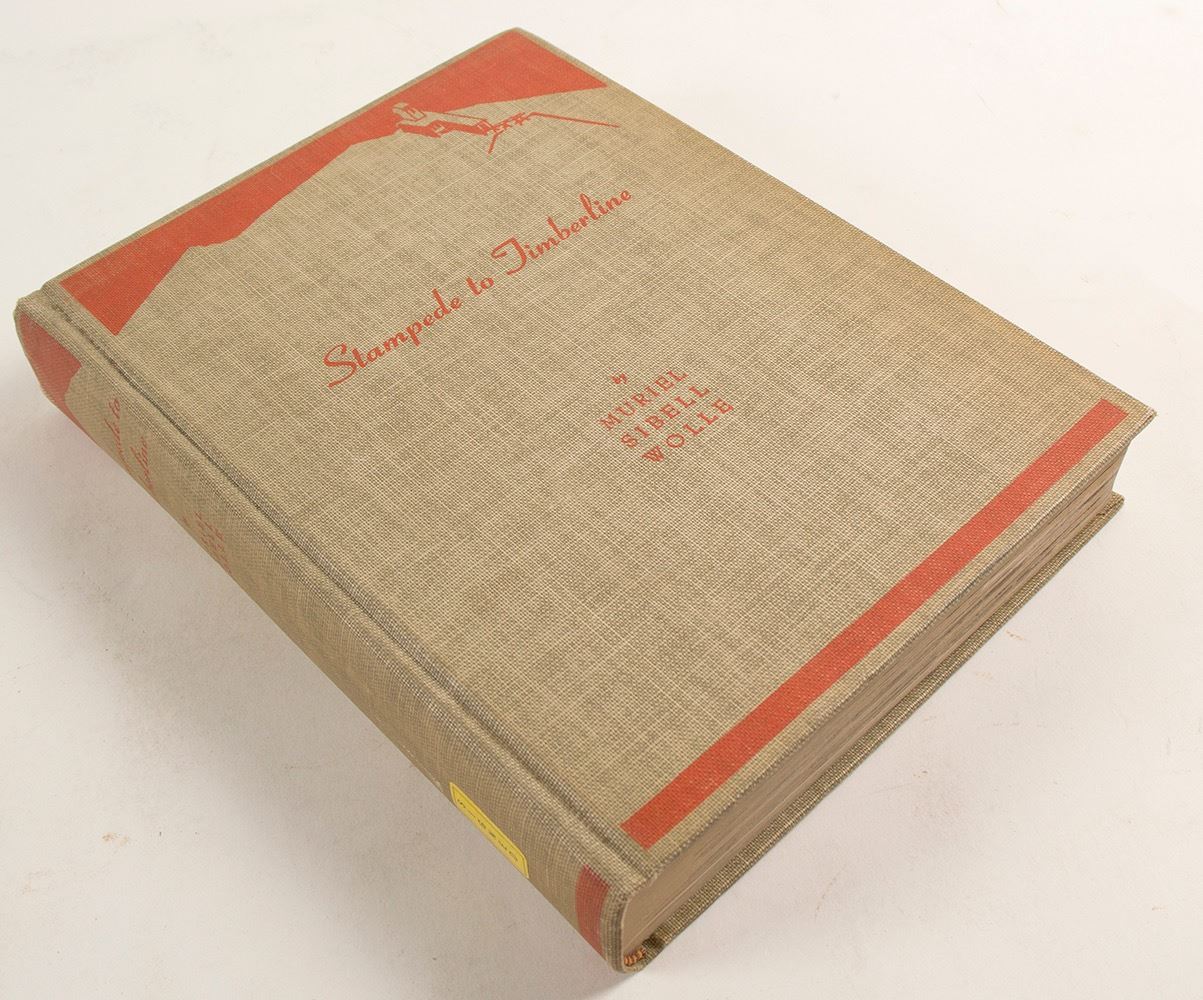 Stampede to Timberline
by
MURIEL
SIBELL
WOLLE